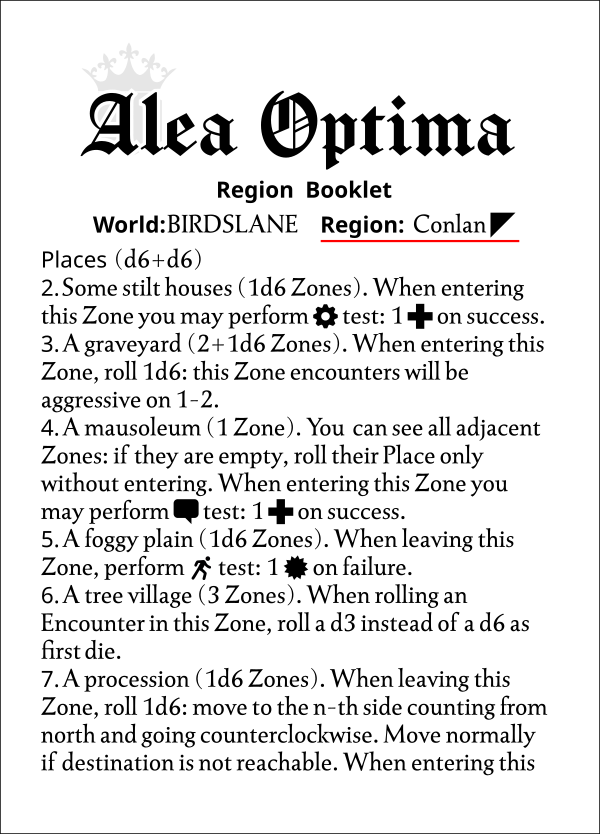 Alea Optima
Region Booklet
World:BIRDSLANE Region: Conlan
Places (d6+d6)
2.Some stilt houses (1d6 Zones). When entering
this Zone you may perform test: 1 on success.
3.A graveyard (2+1d6 Zones). When entering this
Zone, roll 1d6: this Zone encounters will be
aggressive on 1-2.
4.A mausoleum (1 Zone). You can see all adjacent
Zones: if they are empty, roll their Place only
without entering. When entering this Zone you
may perform test: 1 on success.
5.A foggy plain (1d6 Zones). When leaving this
Zone, perform test: 1 on failure.
6.A tree village (3 Zones). When rolling an
Encounter in this Zone, roll a d3 instead of a d6 as
first die.
7.A procession (1d6 Zones). When leaving this
Zone, roll 1d6: move to the n-th side counting from
north and going counterclockwise. Move normally
if destination is not reachable. When entering this